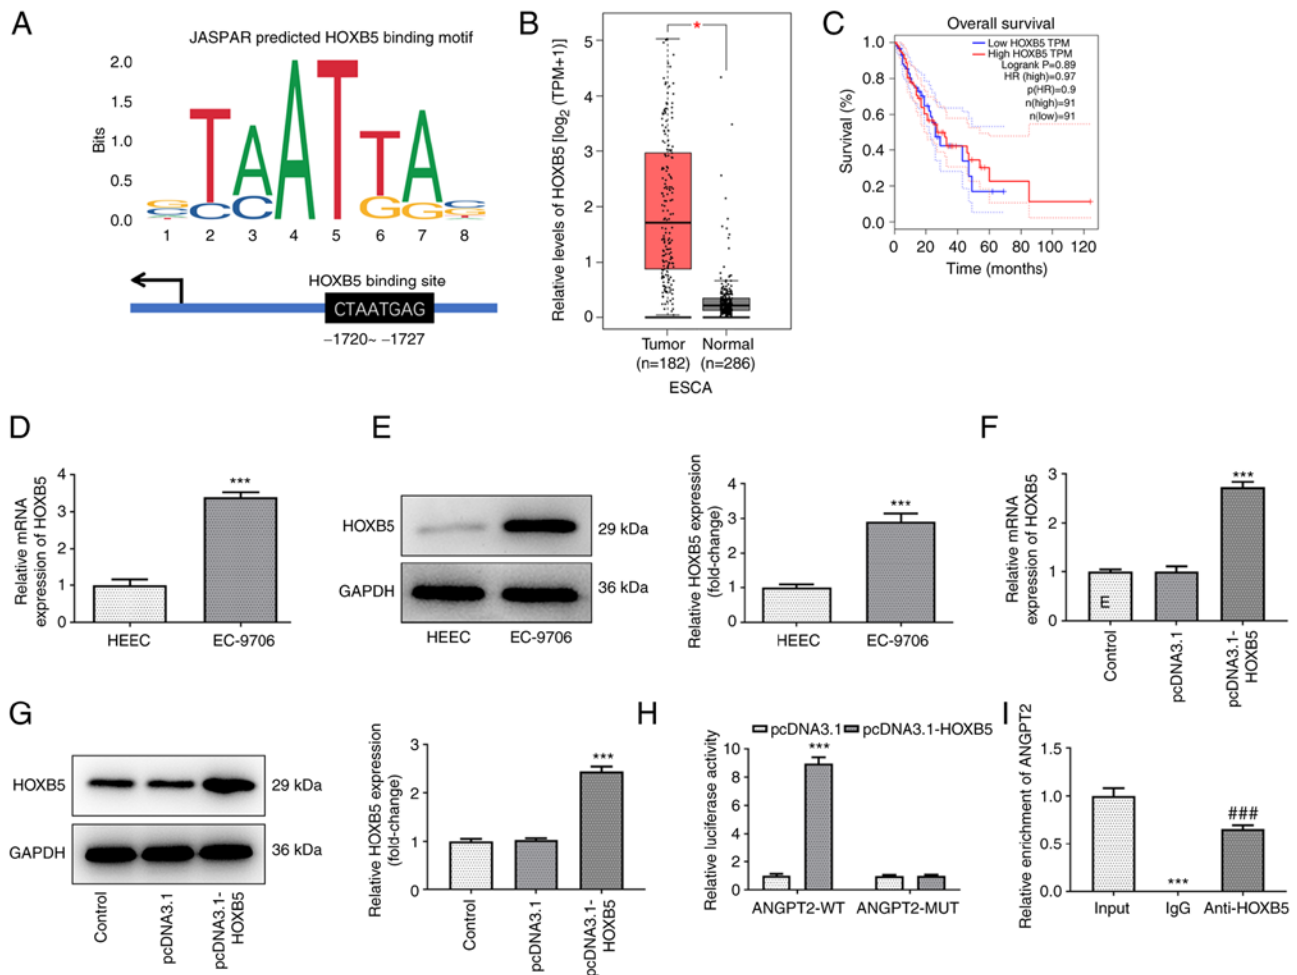 A
JASPAR predicted HOXB5 binding motif
Bits
2.0
1.5
1.0
0.5
0.0
G C T T C A C A T T G A G C G
1 2 3 4 5 6 7 8
HOXB5 binding site
CTAATGAG
–1720~ –1727
B
Relative levels of HOXB5 [log2 (TPM+1)]
5
4
3
2
1
0
*
Tumor Normal
(n=182) (n=286)
ESCA
C
Overall survival
Low HOXB5 TPM
High HOXB5 TPM
Logrank P=0.89
HR (high)=0.97
p(HR)=0.9
n(high)=91
n(low)=91
Survival (%)
1.0
0.8
0.6
0.4
0.2
0.0
0 20 40 60 80 100 120
Time (months)
D
Relative mRNA
expression of HOXB5
4
3
2
1
0
***
HEEC EC-9706
E
HOXB5 29 kDa
GAPDH 36 kDa
HEEC EC-9706
Relative HOXB5 expression
(fold-change)
4
3
2
1
0
***
HEEC EC-9706
F
Relative mRNA
expression of HOXB5
3
2
1
0
***
E
Control
pcDNA3.1
pcDNA3.1-
HOXB5
G
HOXB5 29 kDa
GAPDH 36 kDa
Control
pcDNA3.1
pcDNA3.1-
HOXB5
Relative HOXB5 expression
(fold-change)
3
2
1
0
***
Control
pcDNA3.1
pcDNA3.1-
HOXB5
H
pcDNA3.1 pcDNA3.1-HOXB5
Relative luciferase activity
10
8
6
4
2
0
***
ANGPT2-WT ANGPT2-MUT
I
Relative enrichment of ANGPT2
1.5
1.0
0.5
0.0
***
###
Input IgG Anti-HOXB5